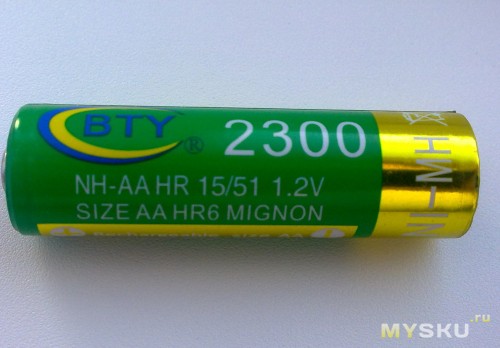 BTY ®
2300
NH-AA HR 15/51 1.2V
SIZE AA HR6 MIGNON
NI-MH
MYSKU.ru